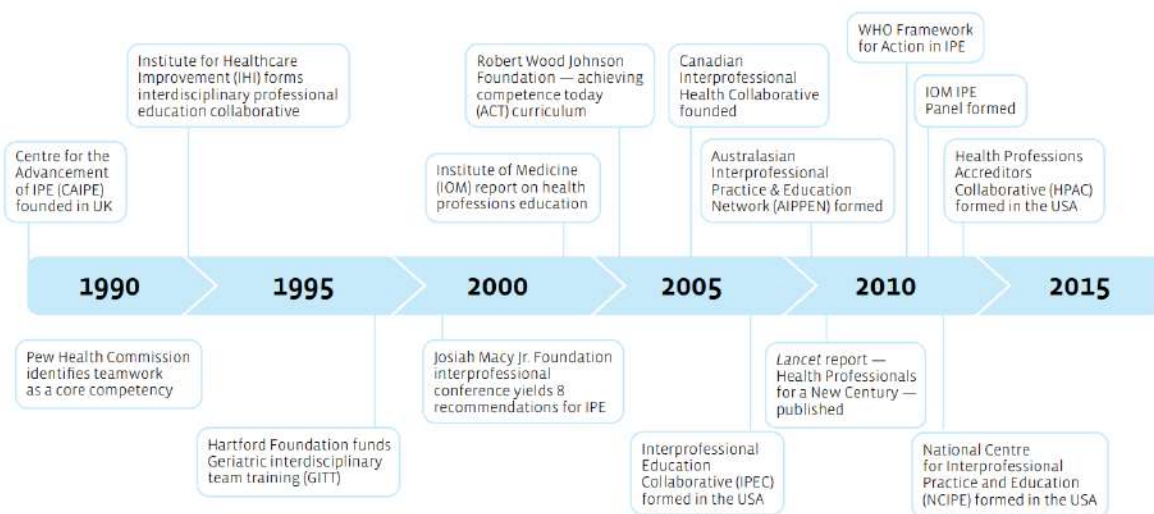 WHO Framework
for Action in IPE
Institute for Healthcare
Improvement (IHI) forms
interdisciplinary professional
education collaborative
Robert Wood Johnson
Foundation — achieving
competence today
(ACT) curriculum
Canadian
Interprofessional
Health Collaborative
founded
IOM IPE
Panel formed
Centre for the
Advancement
of IPE (CAIPE)
founded in UK
Institute of Medicine
(IOM) report on health
professions education
Australasian
Interprofessional
Practice & Education
Network (AIPPEN) formed
Health Professions
Accreditors
Collaborative (HPAC)
formed in the USA
1990
1995
2000
2005
2010
2015
Pew Health Commission
identifies teamwork
as a core competency
Josiah Macy Jr. Foundation
interprofessional
conference yields 8
recommendations for IPE
Lancet report —
Health Professionals
for a New Century —
published
Hartford Foundation funds
Geriatric interdisciplinary
team training (GITT)
Interprofessional
Education
Collaborative (IPEC)
formed in the USA
National Centre
for Interprofessional
Practice and Education
(NCIPE) formed in the USA